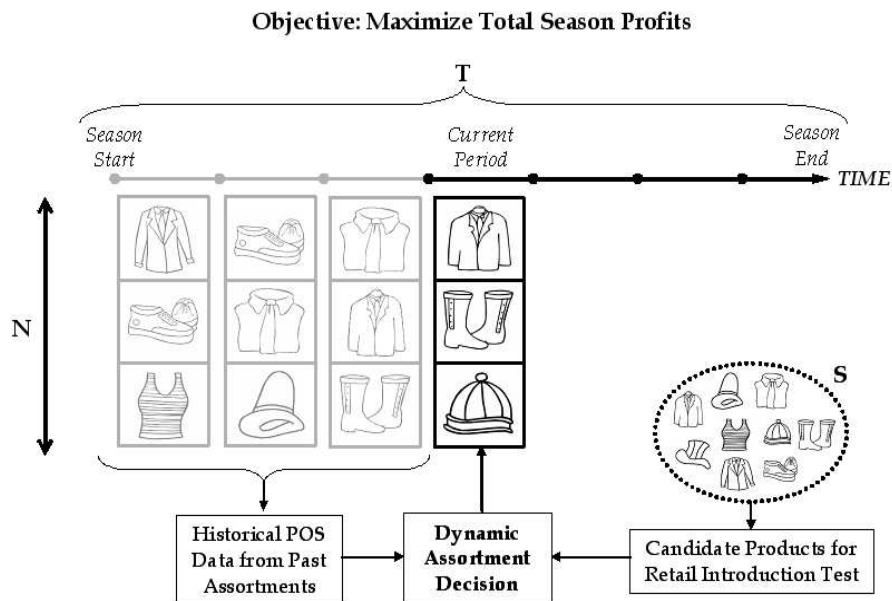 Objective: Maximize Total Season Profits
T
Season
Start
Current
Period
Season
End
TIME
N
S
Historical POS
Data from Past
Assortments
Dynamic
Assortment
Decision
Candidate Products for
Retail Introduction Test